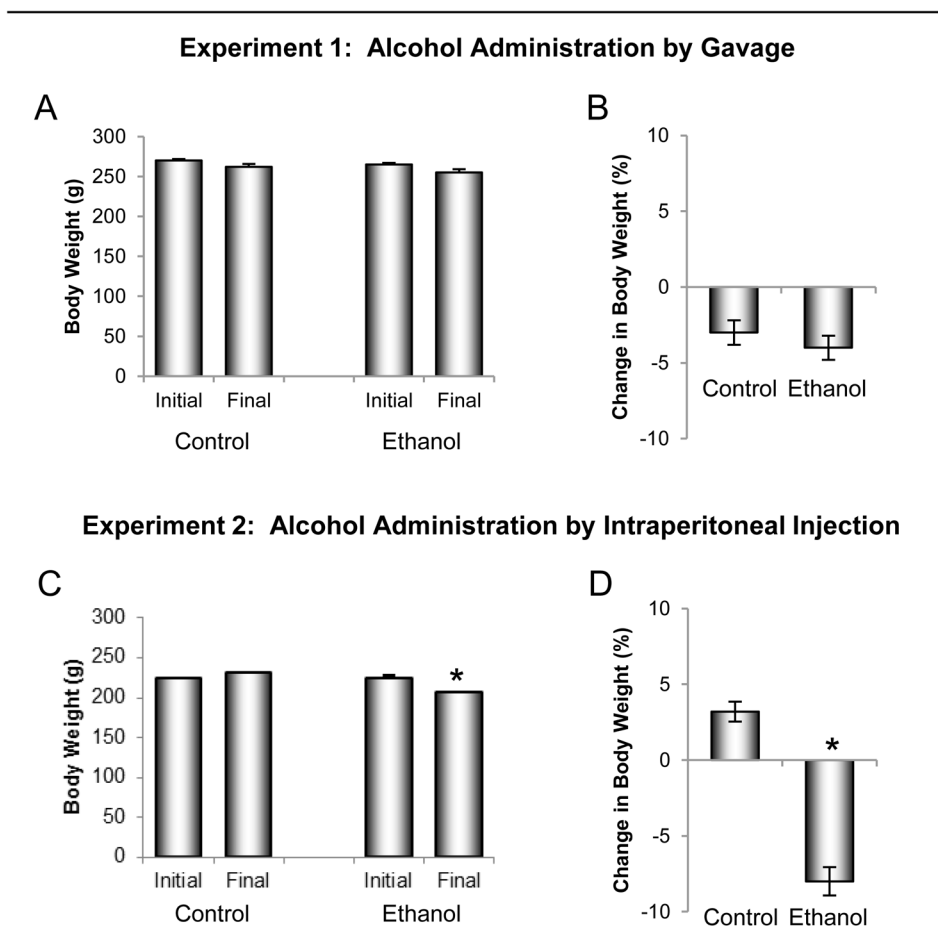 Experiment 1: Alcohol Administration by Gavage
A
B
Body Weight (g)
300
250
200
150
100
50
0
Initial Final Initial Final
Control Ethanol
Change in Body Weight (%)
10
5
0
-5
-10
Control Ethanol
Experiment 2: Alcohol Administration by Intraperitoneal Injection
C
D
Body Weight (g)
300
250
200
150
100
50
0
*
Initial Final Initial Final
Control Ethanol
Change in Body Weight (%)
10
5
0
-5
-10
*
Control Ethanol